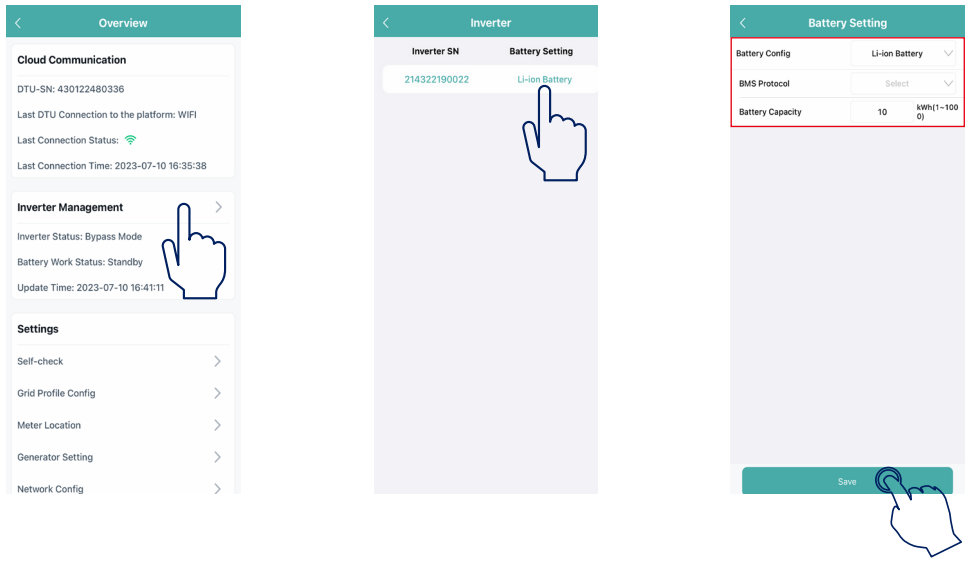 Overview
Cloud Communication
DTU-SN: 430122480336
Last DTU Connection to the platform: WIFI
Last Connection Status:
Last Connection Time: 2023-07-10 16:35:38
Inverter Management
Inverter Status: Bypass Mode
Battery Work Status: Standby
Update Time: 2023-07-10 16:41:11
Settings
Self-check
Grid Profile Config
Meter Location
Generator Setting
Network Config
Inverter
Inverter SN Battery Setting
214322190022 Li-ion Battery
Battery Setting
Battery Config Li-ion Battery
BMS Protocol Select
Battery Capacity 10 kWh(1~100
0)
Save